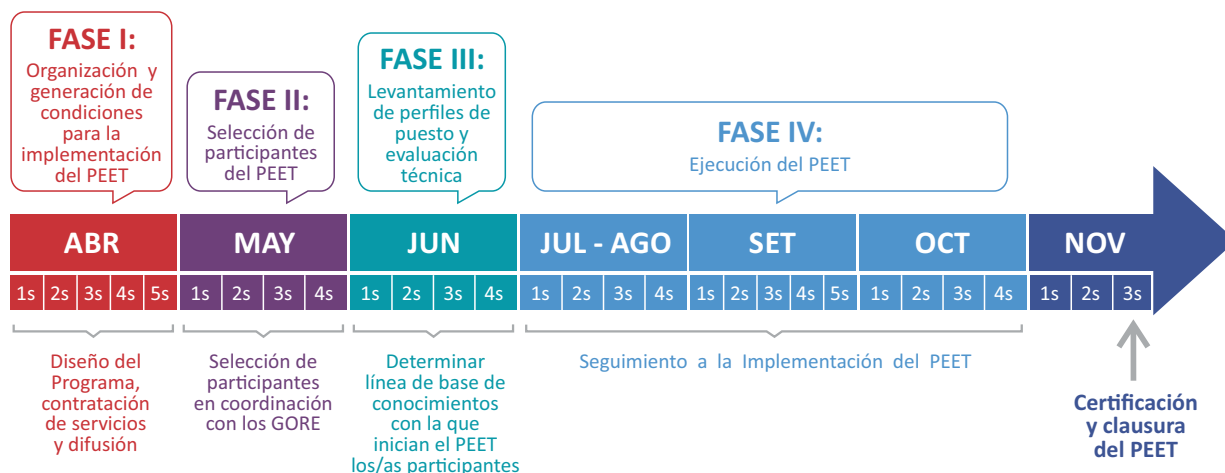 FASE I:
Organización y
generación de
condiciones
para la
implementación
del PEET
FASE II:
Selección de
participantes
del PEET
FASE III:
Levantamiento
de perfiles de
puesto y
evaluación
técnica
FASE IV:
Ejecución del PEET
ABR MAY JUN JUL - AGO SET OCT NOV
1s 2s 3s 4s 5s 1s 2s 3s 4s 1s 2s 3s 4s 1s 2s 3s 4s 1s 2s 3s 4s 5s 1s 2s 3s 4s 1s 2s 3s
Diseño del
Programa,
contratación
de servicios
y difusión
Selección de
participantes
en coordinación
con los GORE
Determinar
línea de base de
conocimientos
con la que
inician el PEET
los/as participantes
Seguimiento a la Implementación del PEET
Certificación
y clausura
del PEET